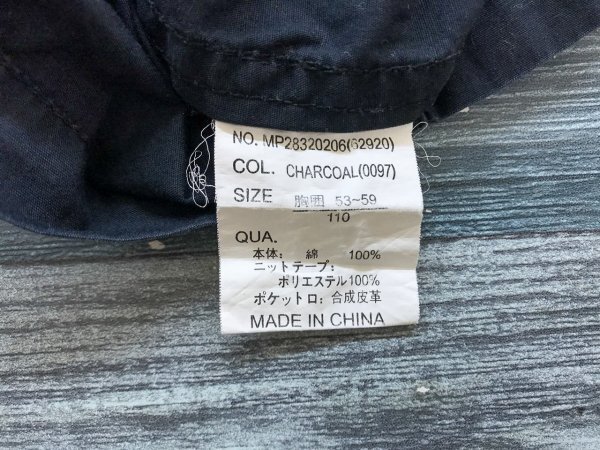 NO. MP28320206(62920)
COL. CHARCOAL(0097)
SIZE 胸囲 53~59
110
QUA.
本体: 綿 100%
ニットテープ:
ポリエステル100%
ポケット口: 合成皮革
MADE IN CHINA